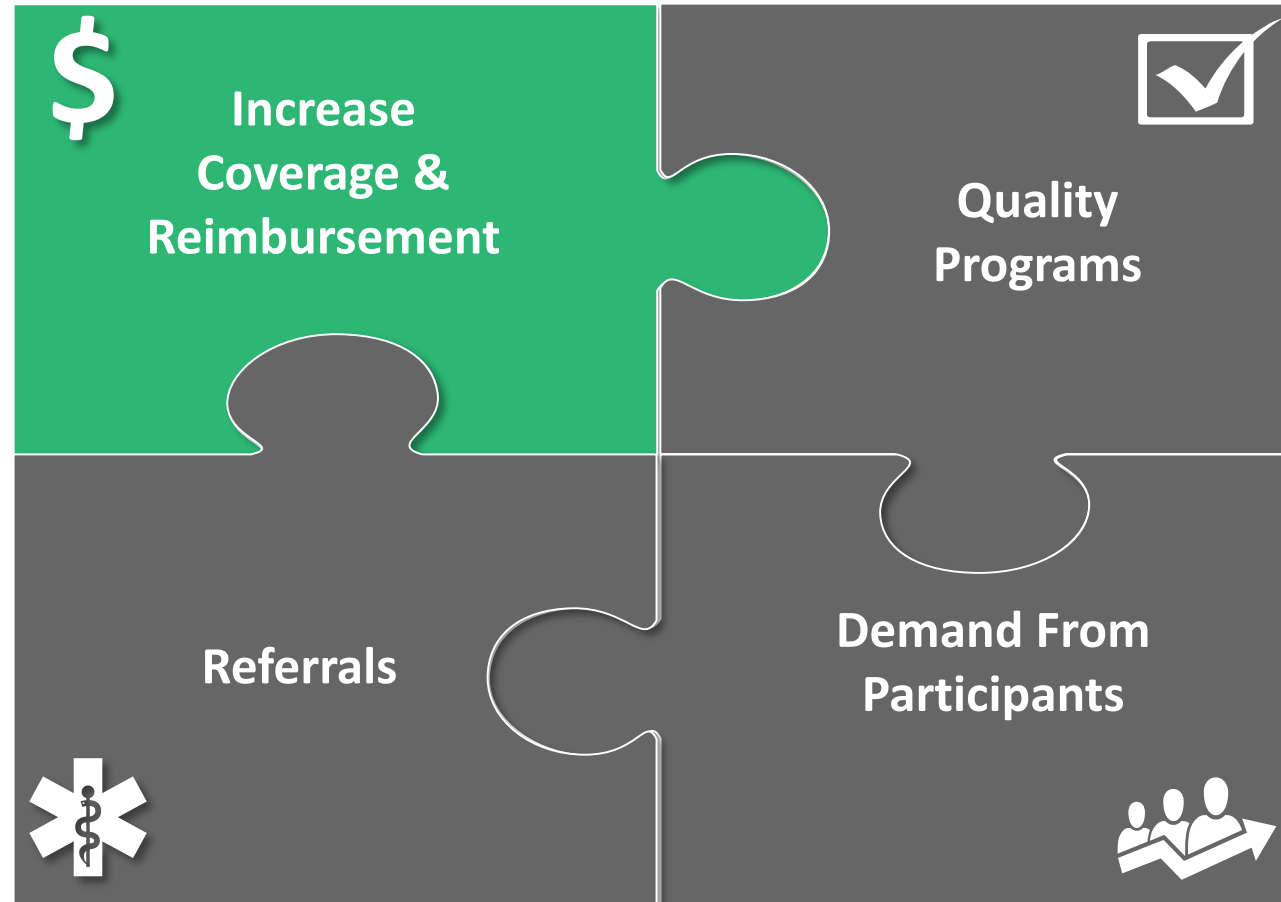 $
Increase
Coverage &
Reimbursement
Quality
Programs
Referrals
Demand From
Participants